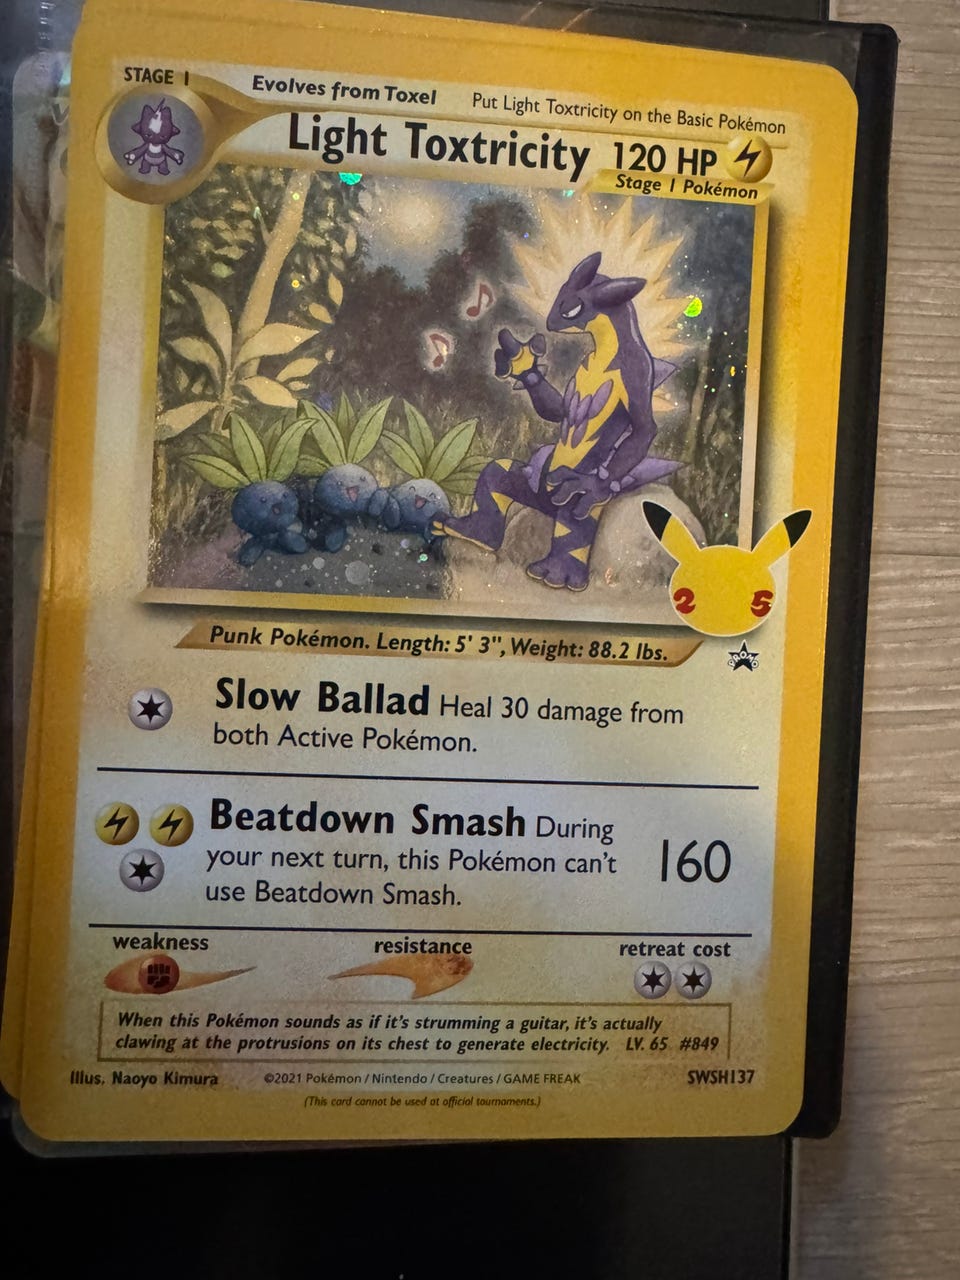 STAGE 1
Evolves from Toxel
Put Light Toxtricity on the Basic Pokémon
Light Toxtricity 120 HP
Stage 1 Pokémon
25
PROMO
Punk Pokémon. Length: 5' 3", Weight: 88.2 lbs.
Slow Ballad Heal 30 damage from
both Active Pokémon.
Beatdown Smash During
your next turn, this Pokémon can't
use Beatdown Smash.
160
weakness resistance retreat cost
When this Pokémon sounds as if it's strumming a guitar, it's actually
clawing at the protrusions on its chest to generate electricity. LV. 65 #849
Illus. Naoyo Kimura ©2021 Pokémon / Nintendo / Creatures / GAME FREAK SWSH137
(This card cannot be used at official tournaments.)